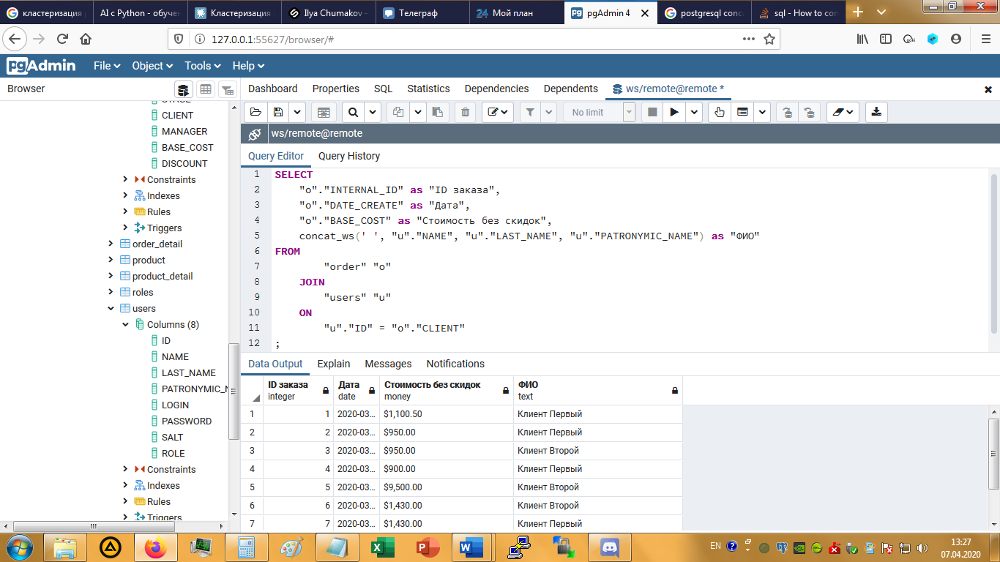 кластеризация
AI с Python - обучен
Кластеризация
Ilya Chumakov –
Телеграф
24 Мой план
pgAdmin 4
postgresql conca
sql - How to con
127.0.0.1:55627/browser/#
pgAdmin File Object Tools Help
Browser
Dashboard Properties SQL Statistics Dependencies Dependents ws/remote@remote *
No limit
ws/remote@remote
Query Editor Query History
CLIENT
MANAGER
BASE_COST
DISCOUNT
Constraints
Indexes
Rules
Triggers
order_detail
product
product_detail
roles
users
Columns (8)
ID
NAME
LAST_NAME
PATRONYMIC_N
LOGIN
PASSWORD
SALT
ROLE
Constraints
Indexes
Rules
Triggers
1 SELECT
2 "o"."INTERNAL_ID" as "ID заказа",
3 "o"."DATE_CREATE" as "Дата",
4 "o"."BASE_COST" as "Стоимость без скидок",
5 concat_ws(' ', "u"."NAME", "u"."LAST_NAME", "u"."PATRONYMIC_NAME") as "ФИО"
6 FROM
7 "order" "o"
8 JOIN
9 "users" "u"
10 ON
11 "u"."ID" = "o"."CLIENT"
12 ;
Data Output Explain Messages Notifications
ID заказа Дата Стоимость без скидок ФИО
integer date money text
1 1 2020-03... $1,100.50 Клиент Первый
2 2 2020-03... $950.00 Клиент Первый
3 3 2020-03... $950.00 Клиент Второй
4 4 2020-03... $900.00 Клиент Первый
5 5 2020-03... $9,500.00 Клиент Второй
6 6 2020-03... $1,430.00 Клиент Второй
7 7 2020-03... $1,430.00 Клиент Первый
EN
13:27
07.04.2020